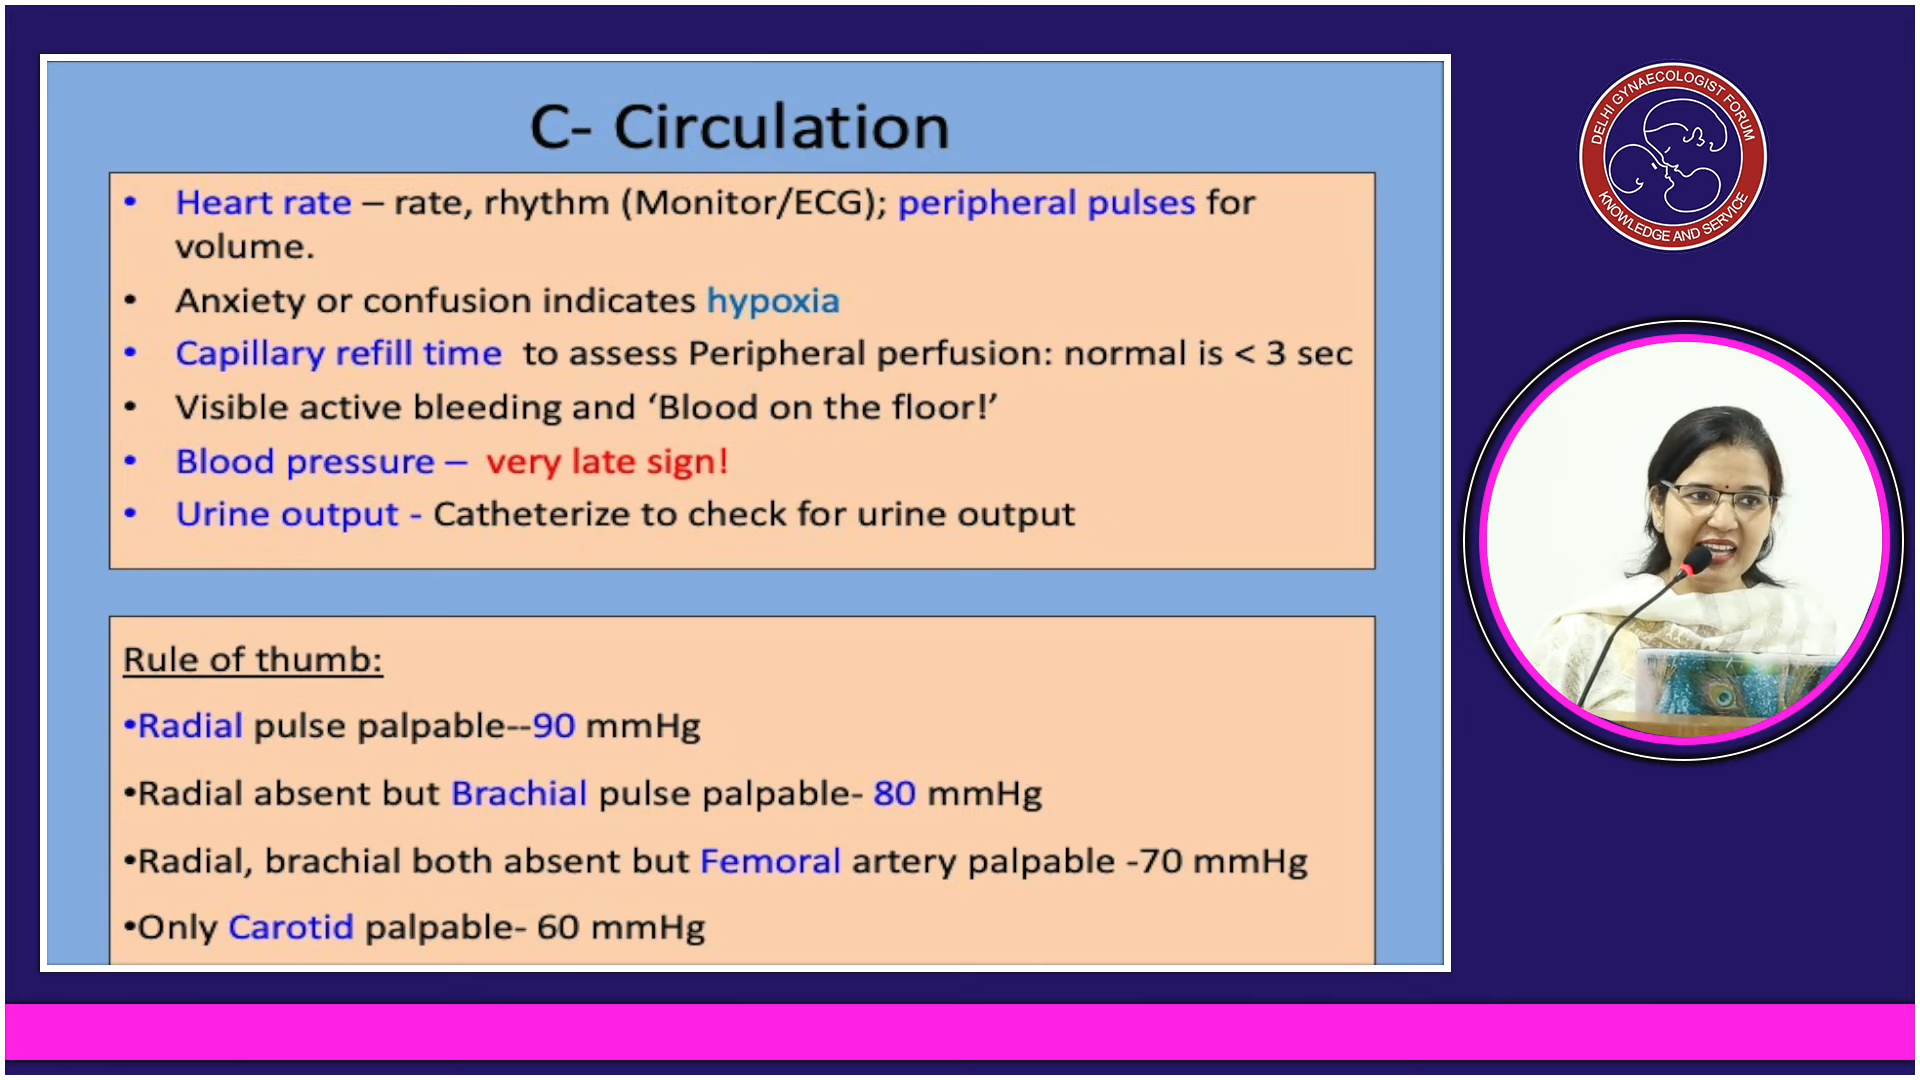 C- Circulation
• Heart rate – rate, rhythm (Monitor/ECG); peripheral pulses for
volume.
• Anxiety or confusion indicates hypoxia
• Capillary refill time to assess Peripheral perfusion: normal is < 3 sec
• Visible active bleeding and ‘Blood on the floor!’
• Blood pressure – very late sign!
• Urine output - Catheterize to check for urine output
Rule of thumb:
•Radial pulse palpable--90 mmHg
•Radial absent but Brachial pulse palpable- 80 mmHg
•Radial, brachial both absent but Femoral artery palpable -70 mmHg
•Only Carotid palpable- 60 mmHg
DELHI GYNAECOLOGIST FORUM
KNOWLEDGE AND SERVICE